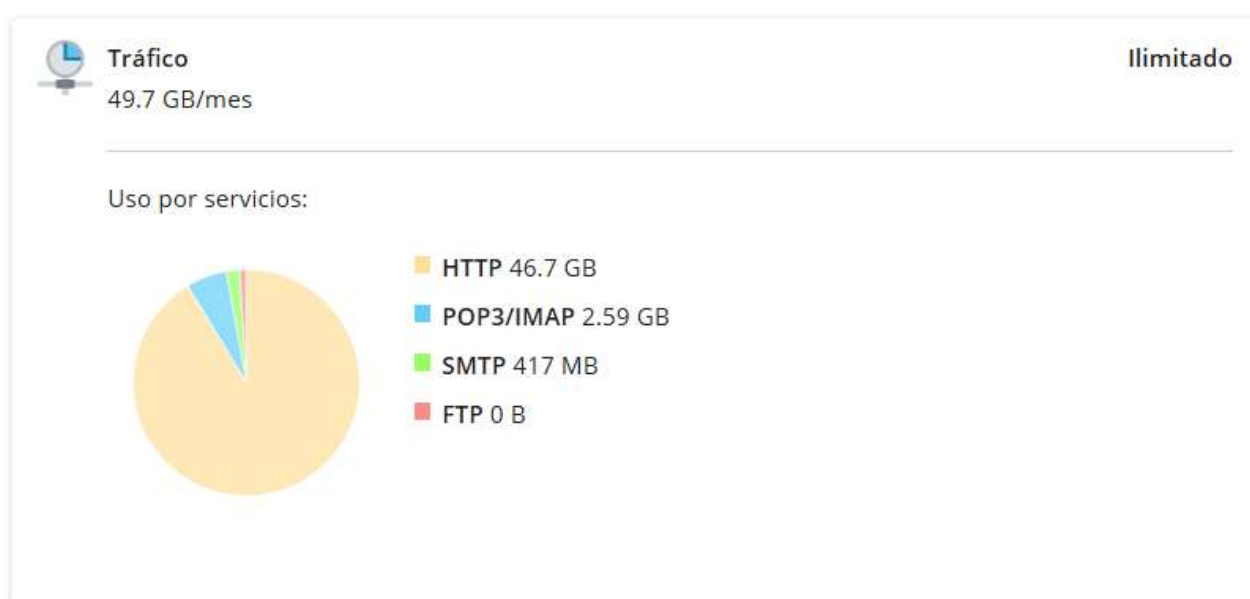 Tráfico
Ilimitado
49.7 GB/mes
Uso por servicios:
HTTP 46.7 GB
POP3/IMAP 2.59 GB
SMTP 417 MB
FTP 0 B